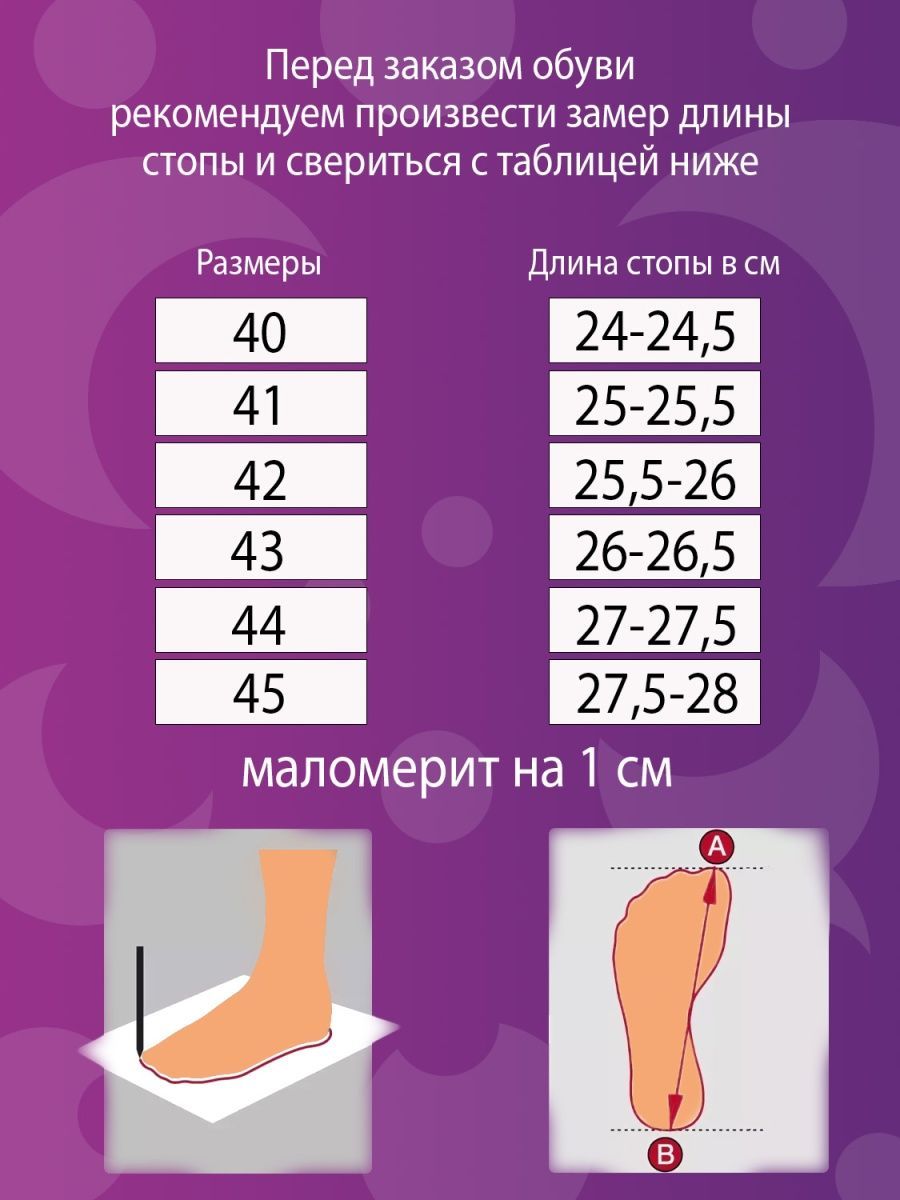 Перед заказом обуви
рекомендуем произвести замер длины
стопы и свериться с таблицей ниже
Размеры Длина стопы в см
40 24-24,5
41 25-25,5
42 25,5-26
43 26-26,5
44 27-27,5
45 27,5-28
маломерит на 1 см
A
B